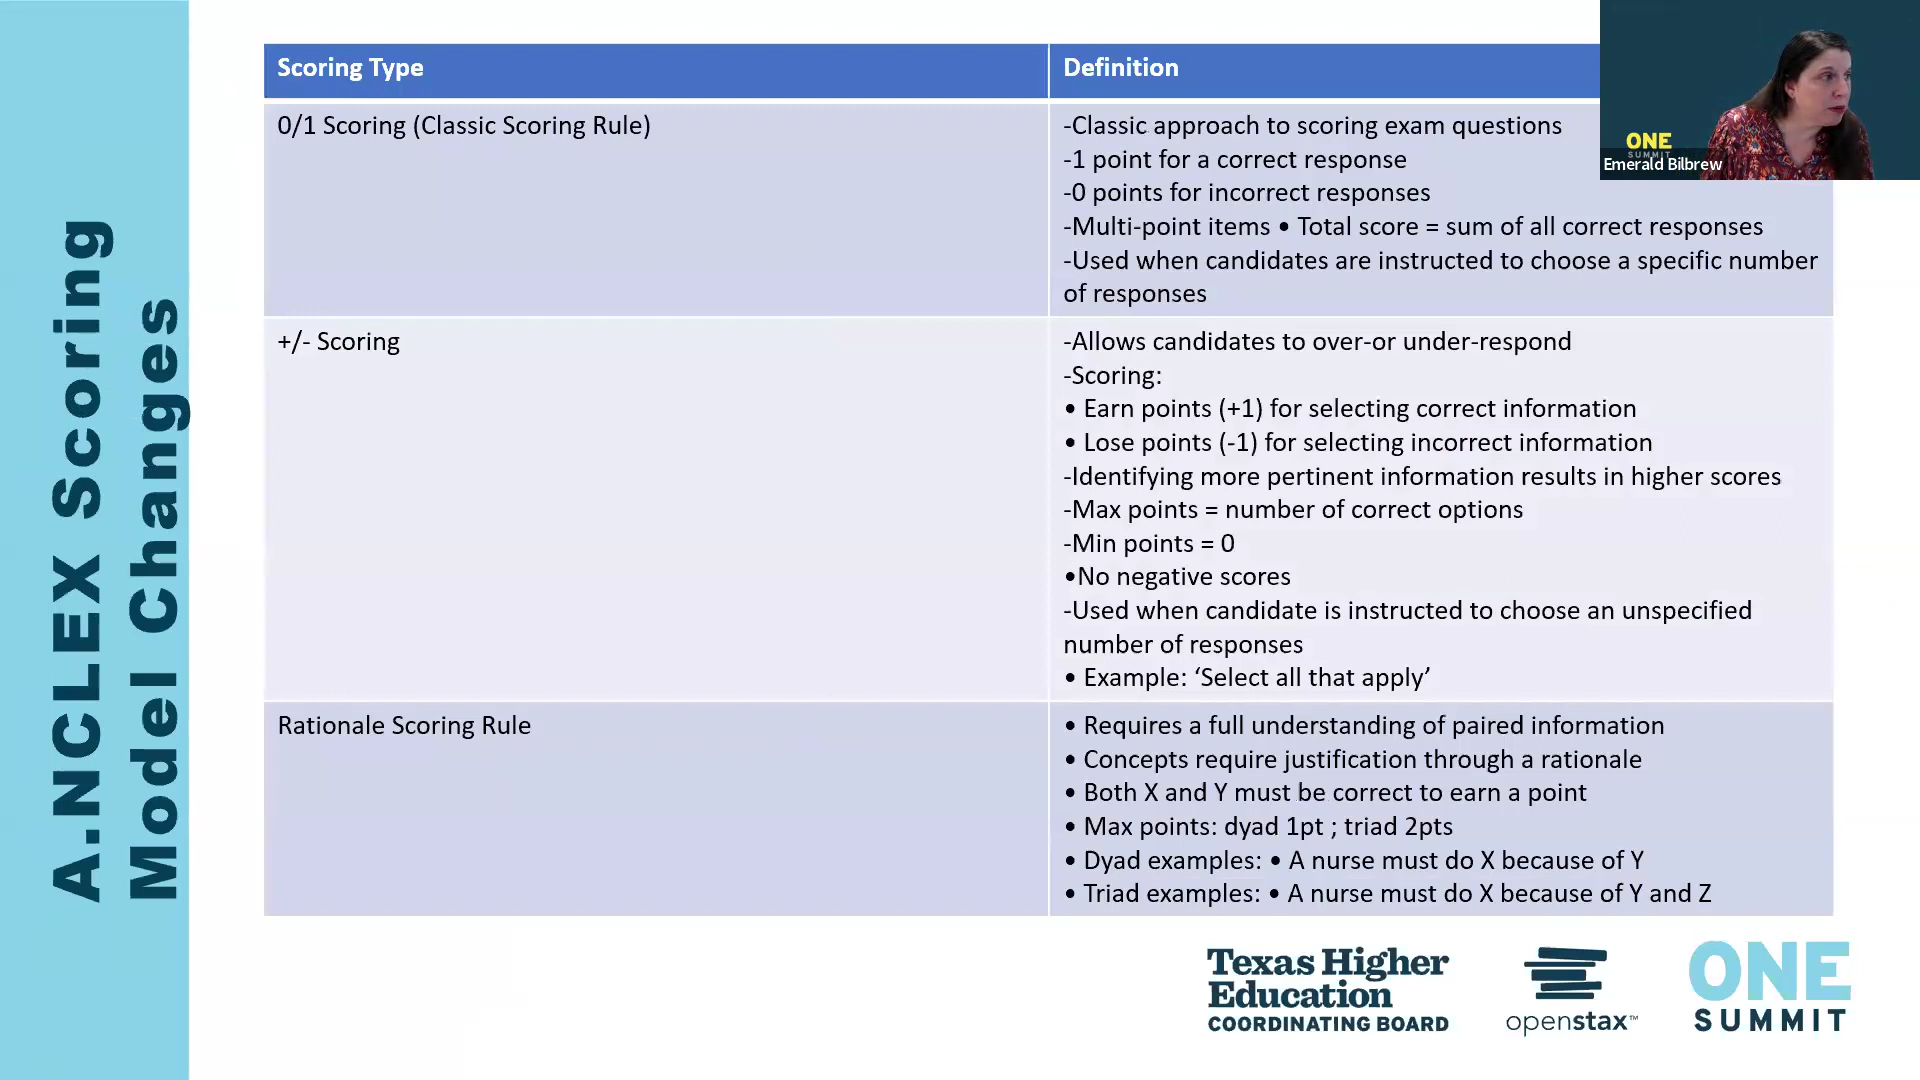 A.NCLEX Scoring
Model Changes
Scoring Type
Definition
0/1 Scoring (Classic Scoring Rule)
-Classic approach to scoring exam questions
-1 point for a correct response
-0 points for incorrect responses
-Multi-point items • Total score = sum of all correct responses
-Used when candidates are instructed to choose a specific number
of responses
+/- Scoring
-Allows candidates to over-or under-respond
-Scoring:
• Earn points (+1) for selecting correct information
• Lose points (-1) for selecting incorrect information
-Identifying more pertinent information results in higher scores
-Max points = number of correct options
-Min points = 0
•No negative scores
-Used when candidate is instructed to choose an unspecified
number of responses
• Example: ‘Select all that apply’
Rationale Scoring Rule
• Requires a full understanding of paired information
• Concepts require justification through a rationale
• Both X and Y must be correct to earn a point
• Max points: dyad 1pt ; triad 2pts
• Dyad examples: • A nurse must do X because of Y
• Triad examples: • A nurse must do X because of Y and Z
ONE
SUMMIT
Emerald Bilbrew
Texas Higher
Education
COORDINATING BOARD
openstax™
ONE
SUMMIT